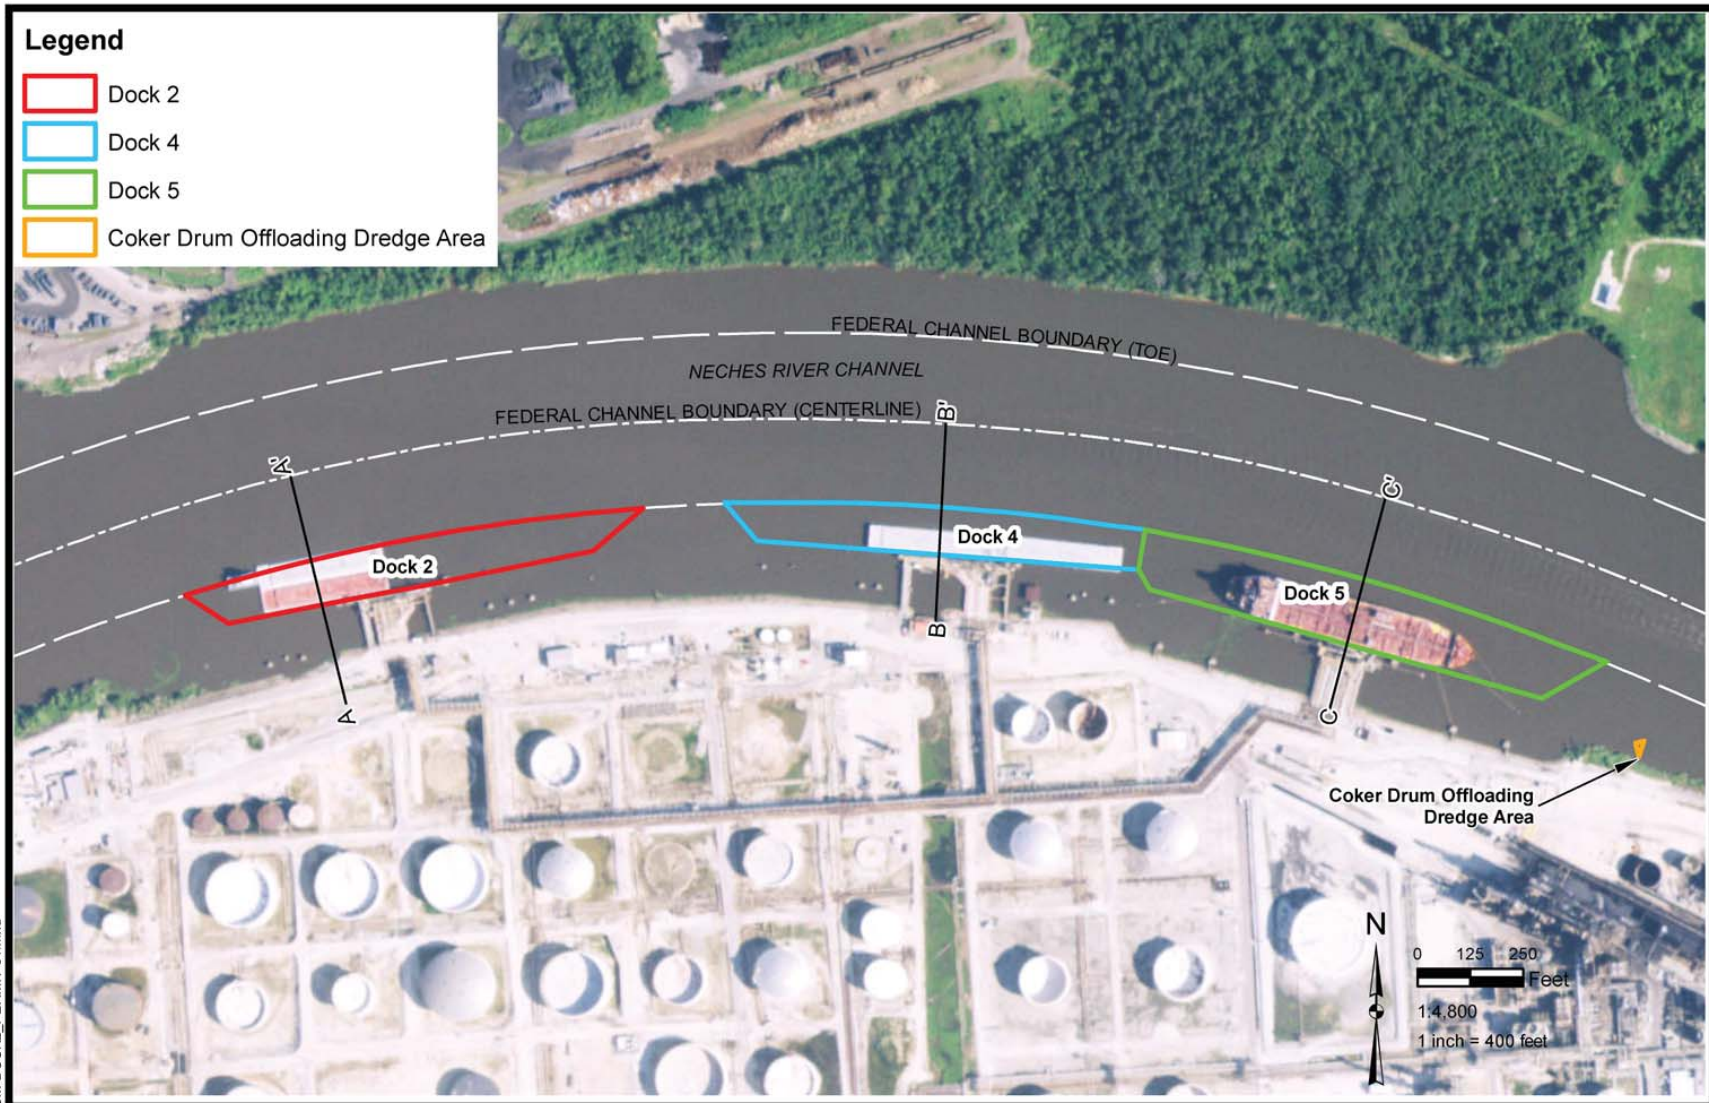 Legend
Dock 2
Dock 4
Dock 5
Coker Drum Offloading Dredge Area
FEDERAL CHANNEL BOUNDARY (TOE)
NECHES RIVER CHANNEL
FEDERAL CHANNEL BOUNDARY (CENTERLINE)
B'
A'
C'
Dock 4
Dock 2
Dock 5
B
A
C
Coker Drum Offloading
Dredge Area
N
0 125 250
Feet
1:4,800
1 inch = 400 feet